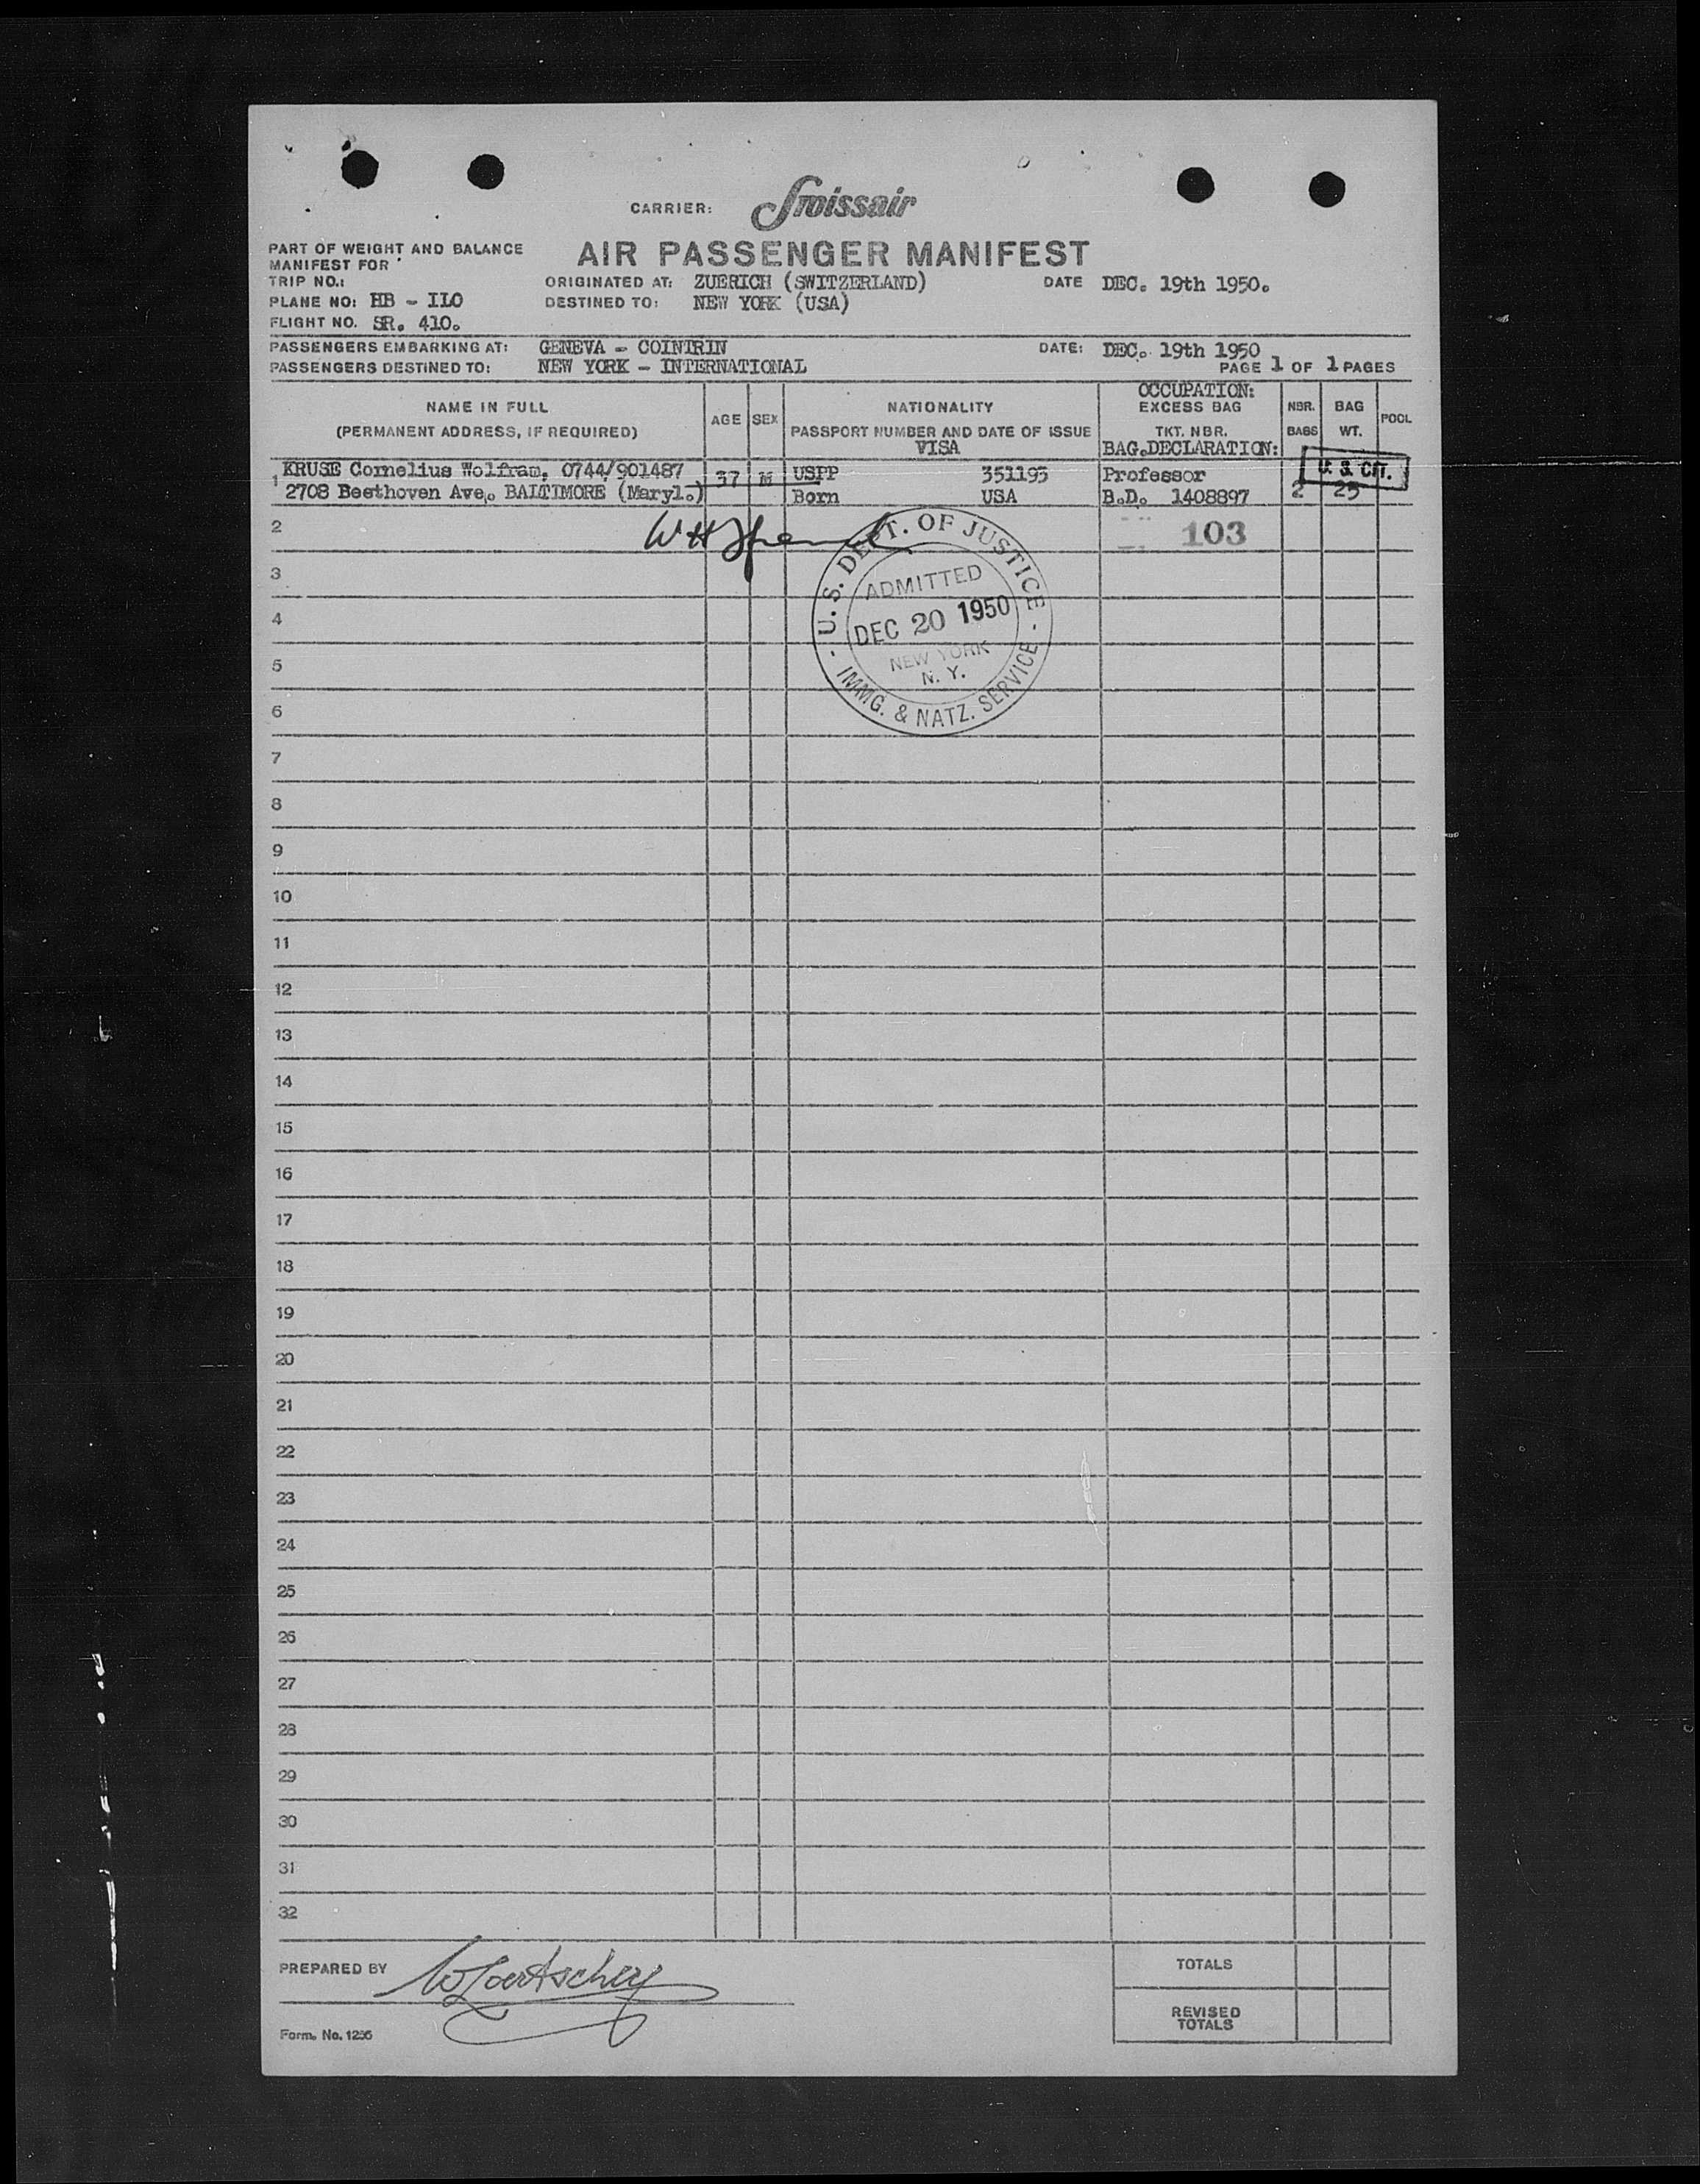 CARRIER: Swissair
PART OF WEIGHT AND BALANCE
MANIFEST FOR
AIR PASSENGER MANIFEST
TRIP NO.:
ORIGINATED AT: ZUERICH (SWITZERLAND) DATE DEC. 19th 1950.
PLANE NO: HB - ILO DESTINED TO: NEW YORK (USA)
FLIGHT NO. SR. 410.
PASSENGERS EMBARKING AT: GENEVA - COINTRIN DATE: DEC. 19th 1950
PASSENGERS DESTINED TO: NEW YORK - INTERNATIONAL PAGE 1 OF 1 PAGES
NAME IN FULL
(PERMANENT ADDRESS, IF REQUIRED)
AGE
SEX
NATIONALITY
PASSPORT NUMBER AND DATE OF ISSUE
VISA
OCCUPATION:
EXCESS BAG
TKT. NBR.
BAG.DECLARATION:
NBR.
BAGS
BAG
WT.
POOL
1 KRUSE Cornelius Wolfram, 0744/901487 37 M USPP 351193 Professor U. S. CIT.
2708 Beethoven Ave. BALTIMORE (Maryl.) Born USA B.D. 1408897 2 25
2 103
3
4
5
6
U. S. DEPT. OF JUSTICE
ADMITTED
DEC 20 1950
NEW YORK
N. Y.
IMMG. & NATZ. SERVICE
7
8
9
10
11
12
13
14
15
16
17
18
19
20
21
22
23
24
25
26
27
28
29
30
31
32
PREPARED BY
TOTALS
REVISED
TOTALS
Form. No. 1256